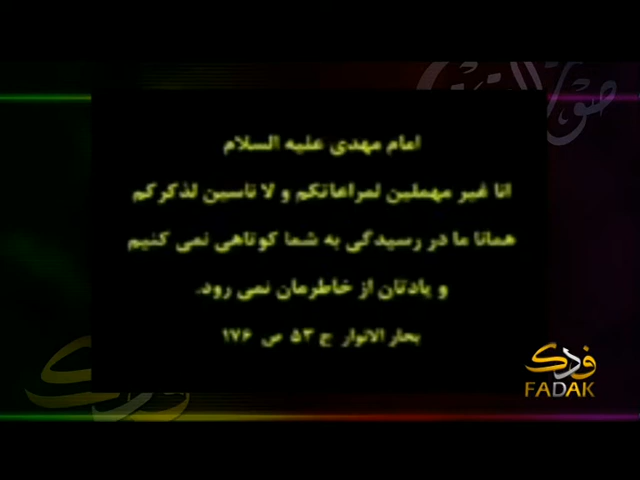 امام مهدی علیه السلام
انا غیر مهملین لمراعاتکم و لا ناسین لذکرکم
همانا ما در رسیدگی به شما کوتاهی نمی کنیم
و یادتان از خاطرمان نمی رود.
بحار الانوار ج ۵۳ ص ۱۷۶
فدک
FADAK